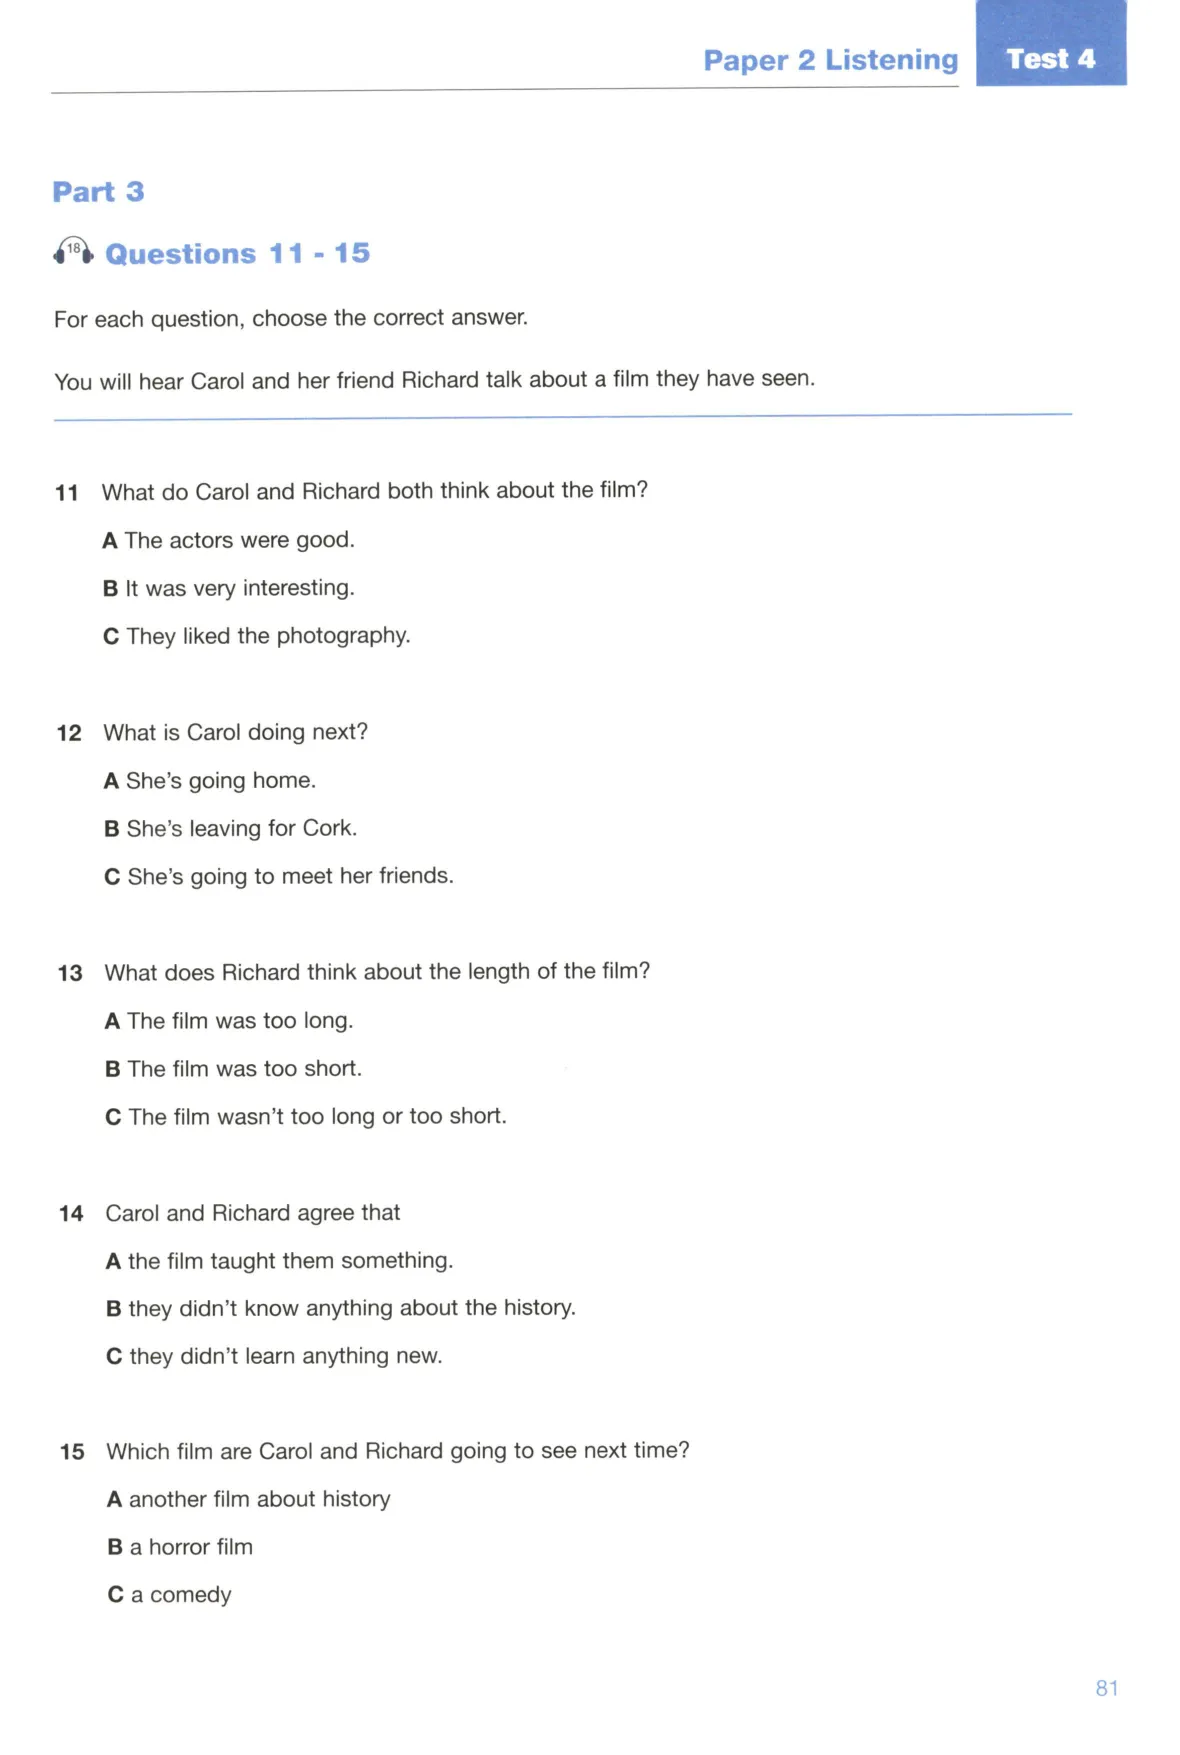 Paper 2 Listening Test 4
Part 3
18 Questions 11 - 15
For each question, choose the correct answer.
You will hear Carol and her friend Richard talk about a film they have seen.
11 What do Carol and Richard both think about the film?
A The actors were good.
B It was very interesting.
C They liked the photography.
12 What is Carol doing next?
A She's going home.
B She's leaving for Cork.
C She's going to meet her friends.
13 What does Richard think about the length of the film?
A The film was too long.
B The film was too short.
C The film wasn't too long or too short.
14 Carol and Richard agree that
A the film taught them something.
B they didn't know anything about the history.
C they didn't learn anything new.
15 Which film are Carol and Richard going to see next time?
A another film about history
B a horror film
C a comedy
81